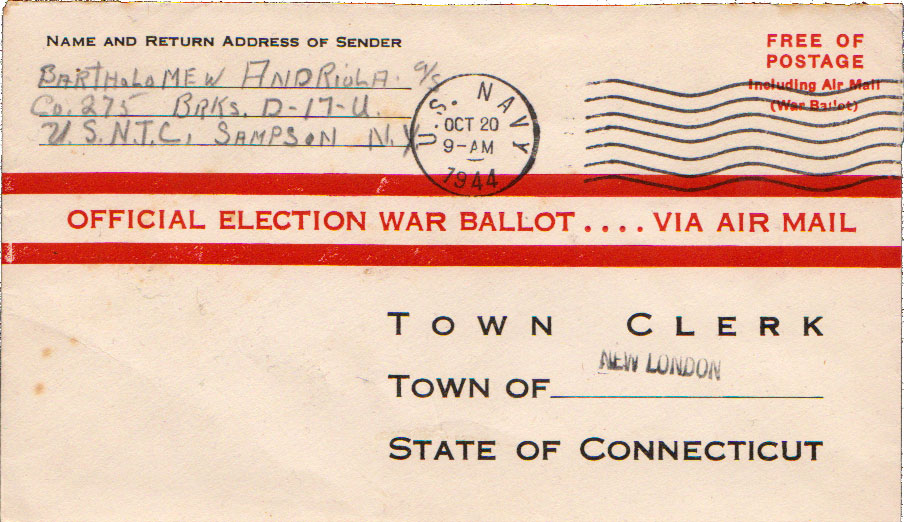 NAME AND RETURN ADDRESS OF SENDER
BARTHOLOMEW ANDRIOLA A/S
CO. 275 BRKS. D-17-U.
U.S.N.T.C, SAMPSON N.Y.
U.S. NAVY
OCT 20
9-AM
1944
FREE OF
POSTAGE
Including Air Mail
(War Ballot)
OFFICIAL ELECTION WAR BALLOT .... VIA AIR MAIL
TOWN CLERK
NEW LONDON
TOWN OF
STATE OF CONNECTICUT